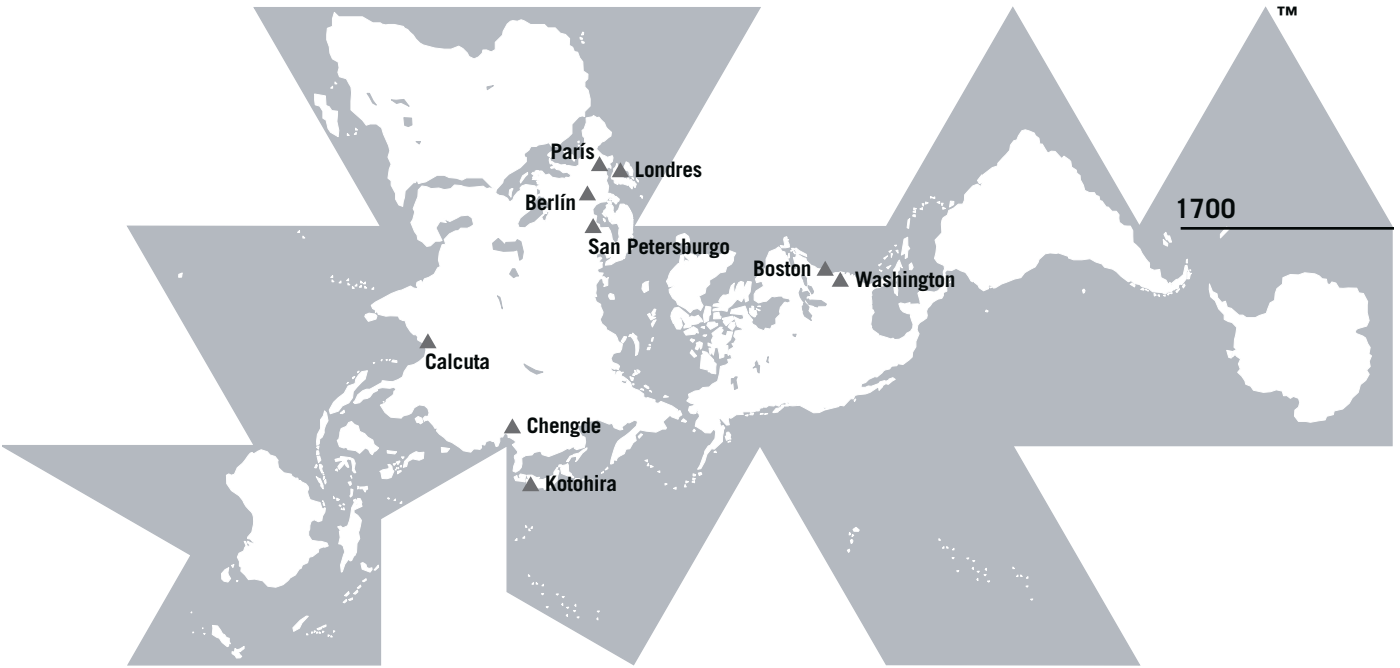 ™
París
Londres
Berlín
1700
San Petersburgo
Boston
Washington
Calcuta
Chengde
Kotohira